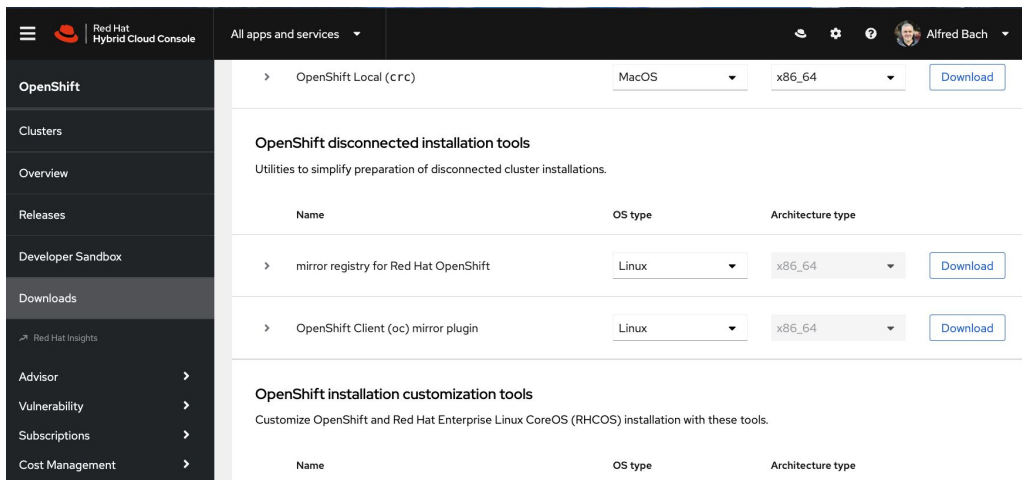 Red Hat
Hybrid Cloud Console
All apps and services
Alfred Bach
OpenShift
Clusters
Overview
Releases
Developer Sandbox
Downloads
Red Hat Insights
Advisor
Vulnerability
Subscriptions
Cost Management
OpenShift Local (crc) MacOS x86_64 Download
OpenShift disconnected installation tools
Utilities to simplify preparation of disconnected cluster installations.
Name OS type Architecture type
mirror registry for Red Hat OpenShift Linux x86_64 Download
OpenShift Client (oc) mirror plugin Linux x86_64 Download
OpenShift installation customization tools
Customize OpenShift and Red Hat Enterprise Linux CoreOS (RHCOS) installation with these tools.
Name OS type Architecture type